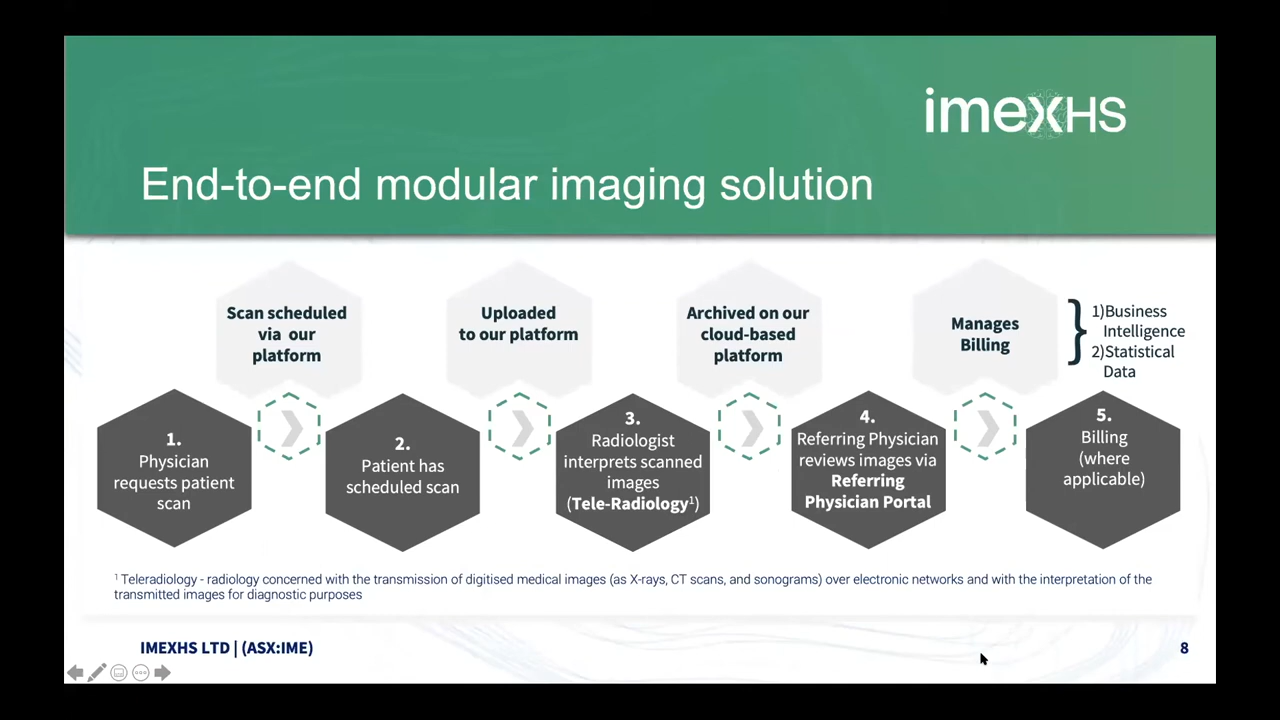 imexHS
End-to-end modular imaging solution
Scan scheduled
via our
platform
Uploaded
to our platform
Archived on our
cloud-based
platform
Manages
Billing
1)Business
Intelligence
2)Statistical
Data
1.
Physician
requests patient
scan
2.
Patient has
scheduled scan
3.
Radiologist
interprets scanned
images
(Tele-Radiology¹)
4.
Referring Physician
reviews images via
Referring
Physician Portal
5.
Billing
(where
applicable)
¹ Teleradiology - radiology concerned with the transmission of digitised medical images (as X-rays, CT scans, and sonograms) over electronic networks and with the interpretation of the
transmitted images for diagnostic purposes
IMEXHS LTD | (ASX:IME)
8